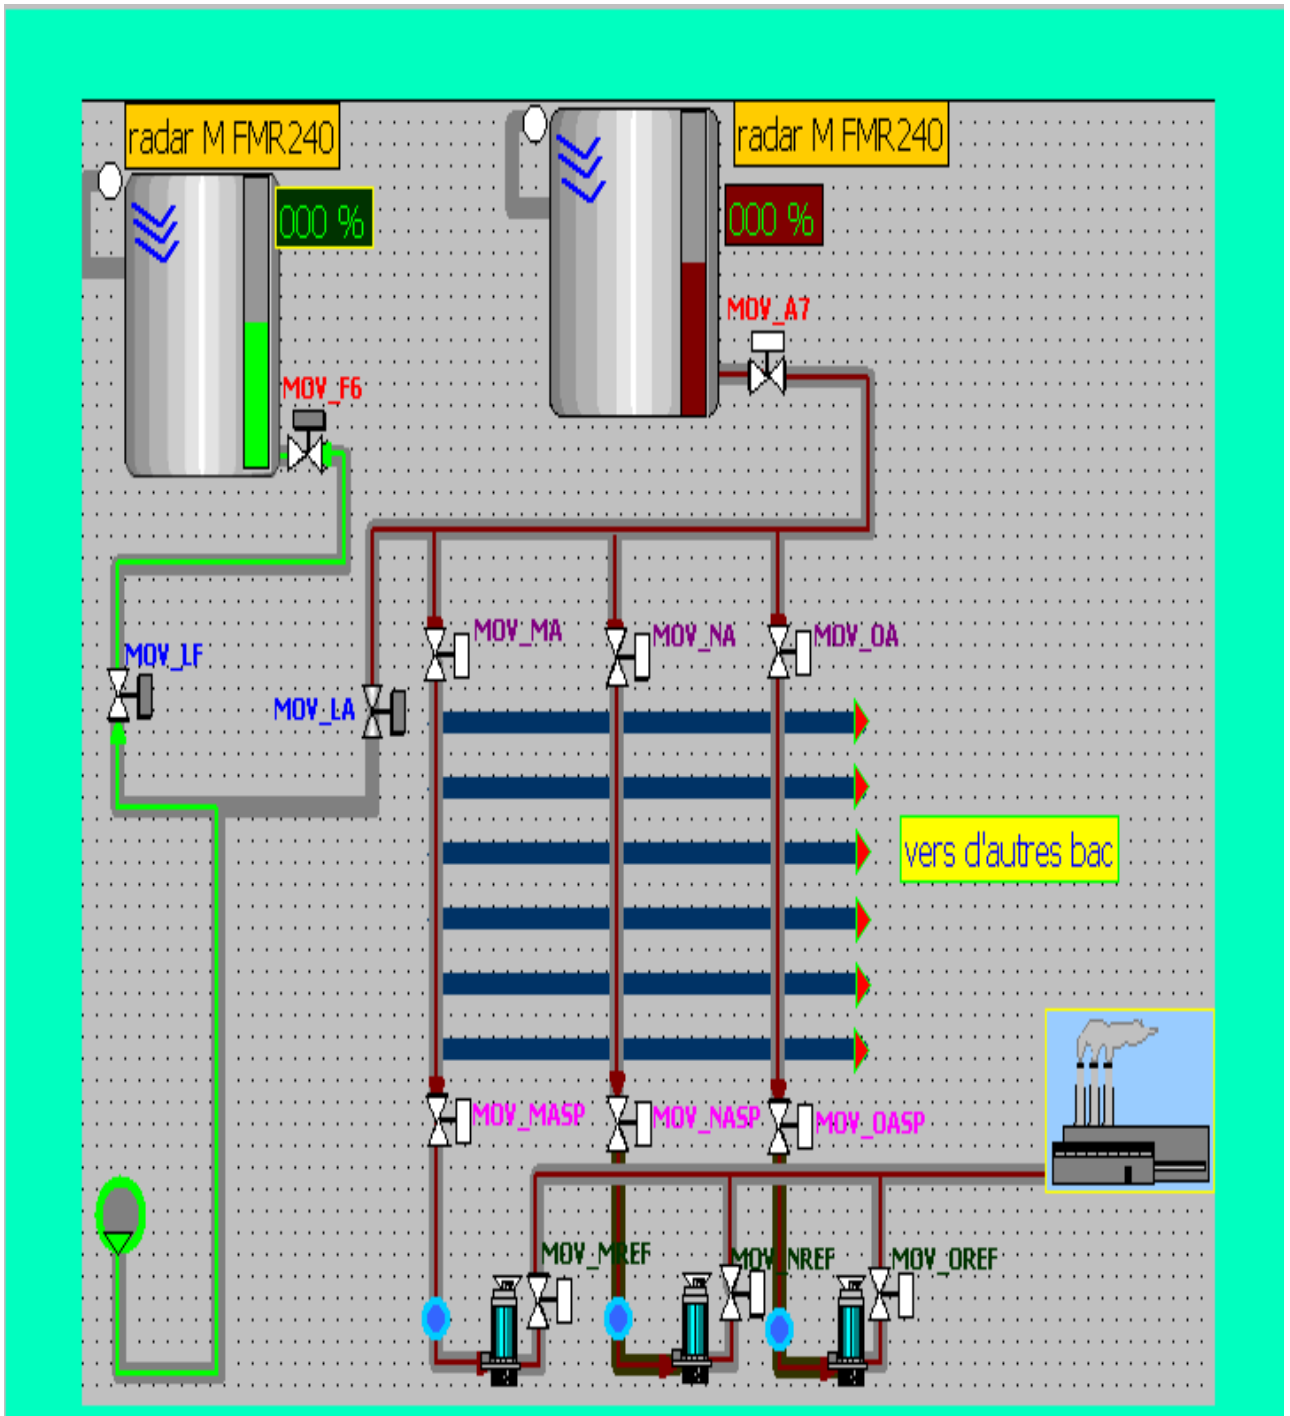 radar M FMR240
radar M FMR240
000 %
000 %
MOV_A7
MOV_F6
MOV_MA
MOV_NA
MOV_OA
MOV_LF
MOV_LA
vers d'autres bac
MOV_MASP
MOV_NASP
MOV_OASP
MOV_MREF
MOV_NREF
MOV_OREF